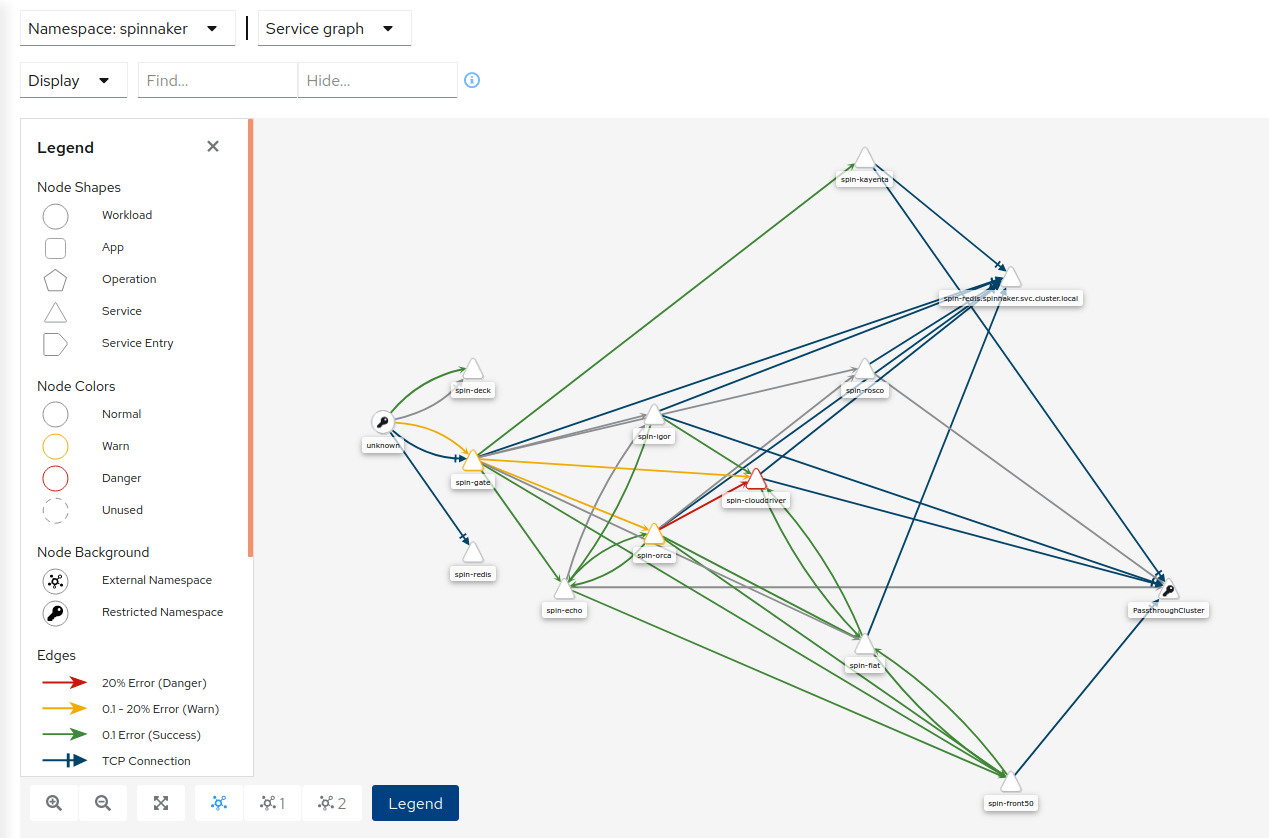 Namespace: spinnaker
Service graph
Display
Find...
Hide...
Legend
Node Shapes
Workload
App
Operation
Service
Service Entry
Node Colors
Normal
Warn
Danger
Unused
Node Background
External Namespace
Restricted Namespace
Edges
20% Error (Danger)
0.1 - 20% Error (Warn)
0.1 Error (Success)
TCP Connection
spin-kayenta
spin-redis.spinnaker.svc.cluster.local
spin-deck
spin-rosco
unknown
spin-igor
spin-gate
spin-clouddriver
spin-orca
spin-redis
spin-echo
PassthroughCluster
spin-fiat
spin-front50
1
2
Legend